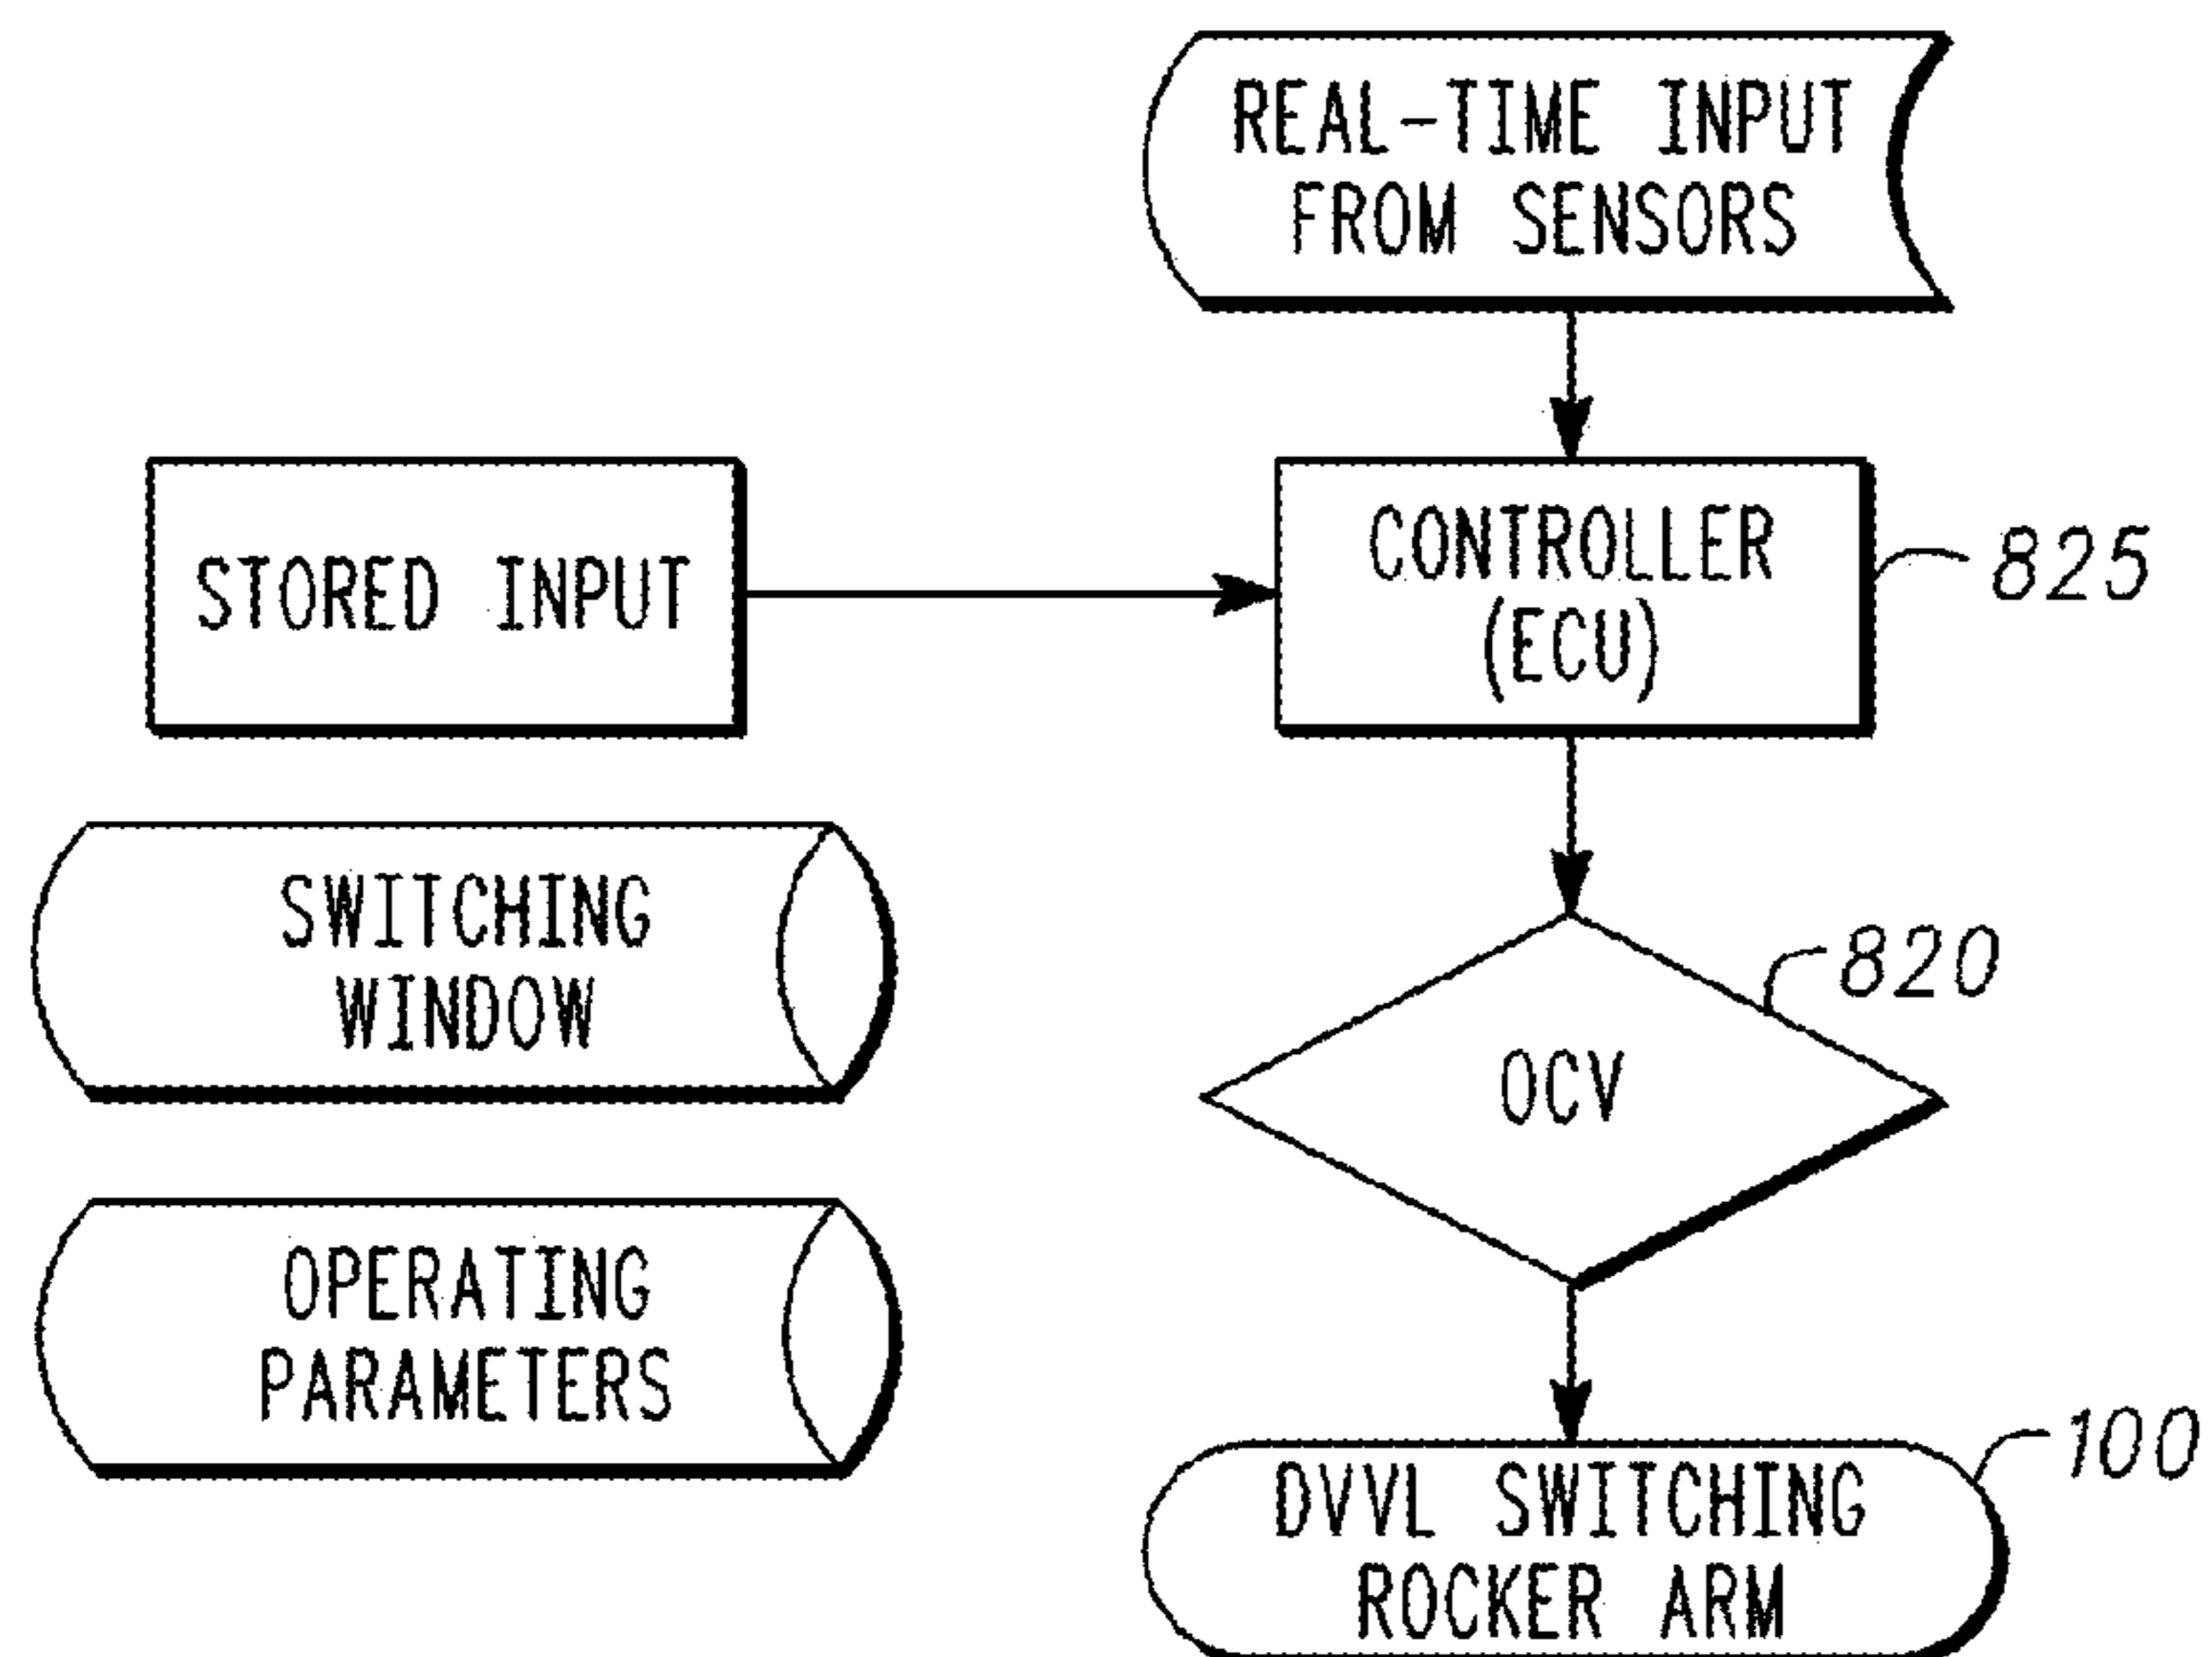 REAL-TIME INPUT
FROM SENSORS
STORED INPUT
CONTROLLER
(ECU)
825
SWITCHING
WINDOW
820
OCV
OPERATING
PARAMETERS
100
DVVL SWITCHING
ROCKER ARM